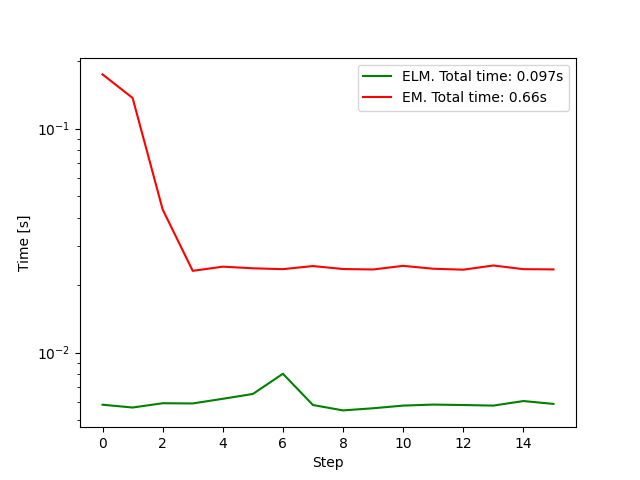 ELM. Total time: 0.097s
EM. Total time: 0.66s
10⁻¹
10⁻²
Time [s]
0 2 4 6 8 10 12 14
Step